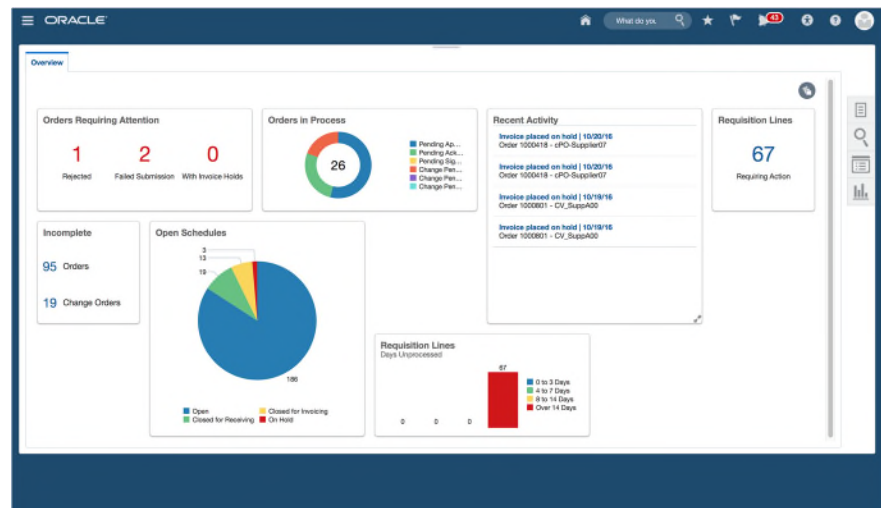 ORACLE
What do you
43
Overview
Orders Requiring Attention
1
2
0
Rejected
Failed Submission
With Invoice Holds
Orders in Process
26
Pending Ap...
Pending Ack...
Pending Sig...
Change Pen...
Change Pen...
Change Pen...
Recent Activity
Invoice placed on hold | 10/20/16
Order 1000418 - cPO-Supplier07
Invoice placed on hold | 10/20/16
Order 1000418 - cPO-Supplier07
Invoice placed on hold | 10/19/16
Order 1000801 - CV_SuppA00
Invoice placed on hold | 10/19/16
Order 1000801 - CV_SuppA00
Requisition Lines
67
Requiring Action
Incomplete
95 Orders
19 Change Orders
Open Schedules
3
13
19
186
Open
Closed for Invoicing
Closed for Receiving
On Hold
Requisition Lines
Days Unprocessed
67
0
0
0
0 to 3 Days
4 to 7 Days
8 to 14 Days
Over 14 Days